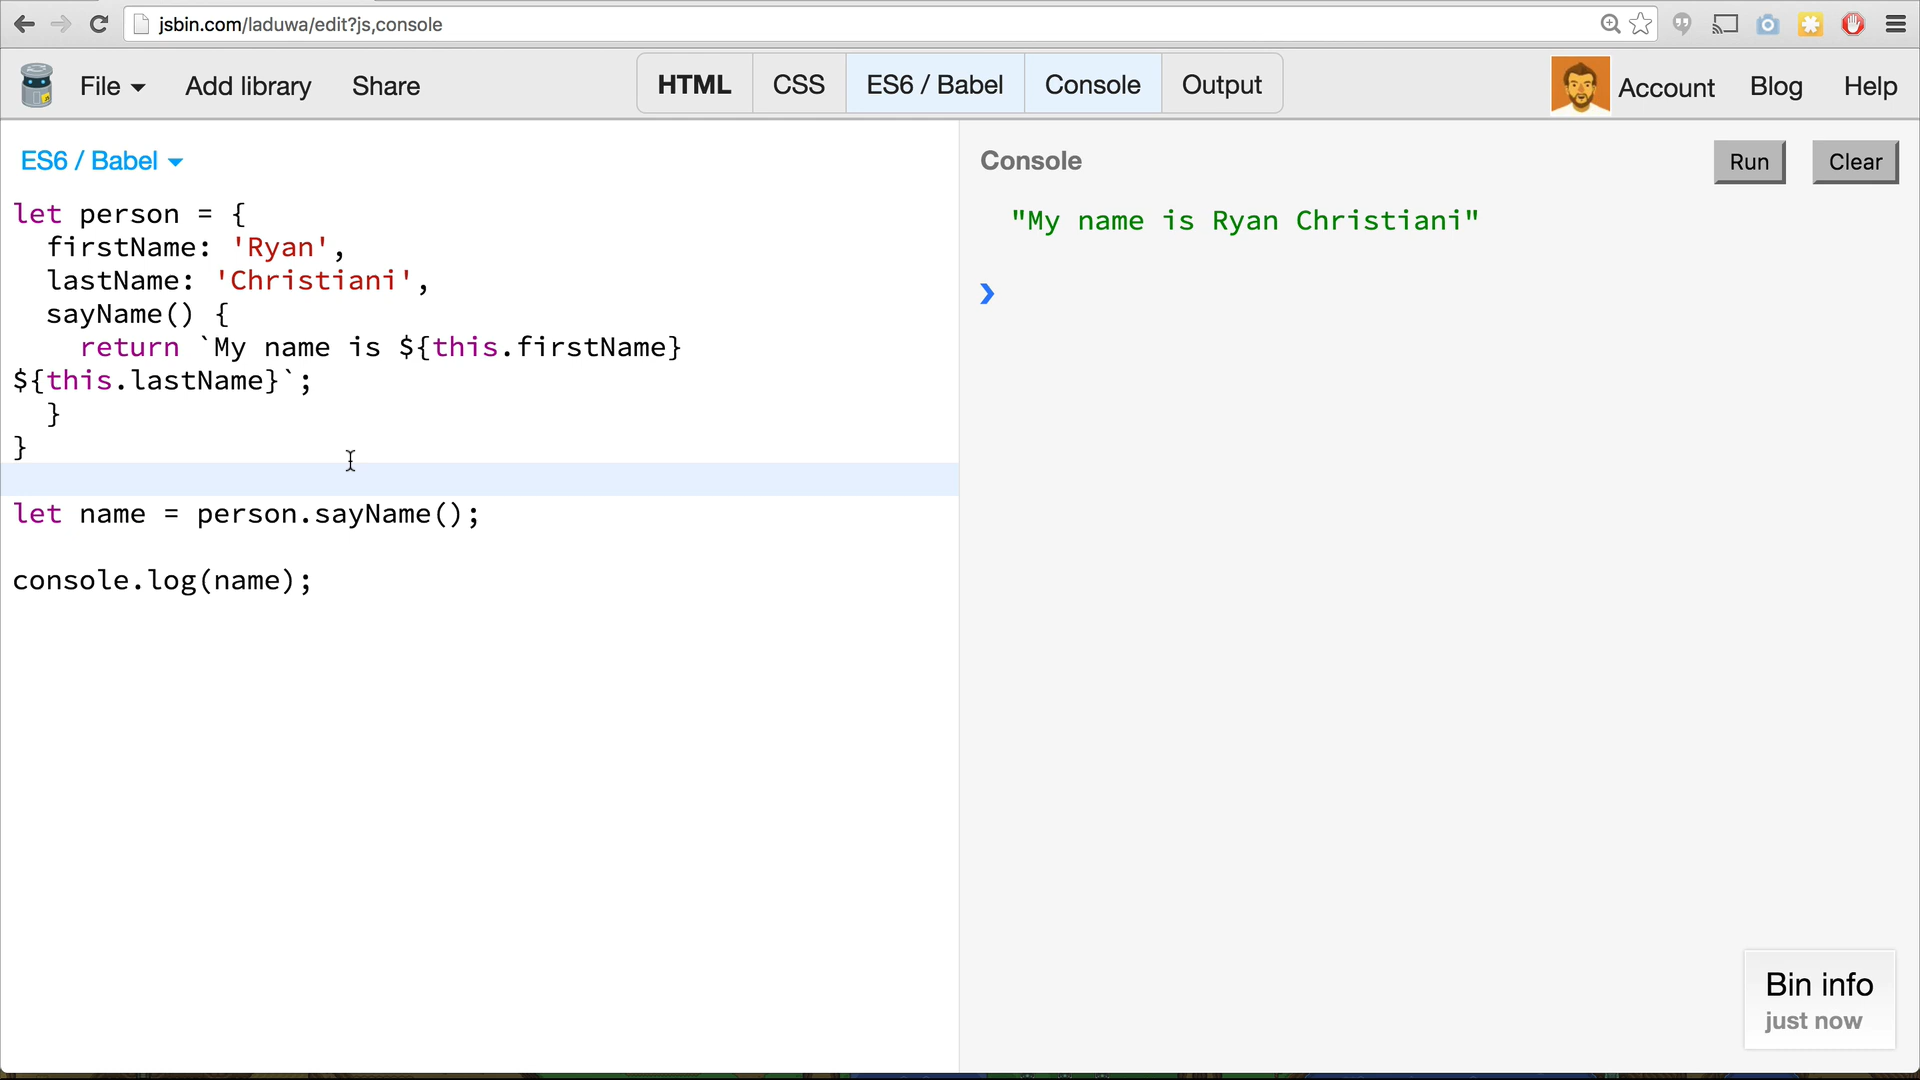 jsbin.com/laduwa/edit?js,console
File Add library Share HTML CSS ES6 / Babel Console Output Account Blog Help
ES6 / Babel
let person = {
  firstName: 'Ryan',
  lastName: 'Christiani',
  sayName() {
    return `My name is ${this.firstName}
${this.lastName}`;
  }
}
let name = person.sayName();
console.log(name);
Console Run Clear
"My name is Ryan Christiani"
Bin info
just now